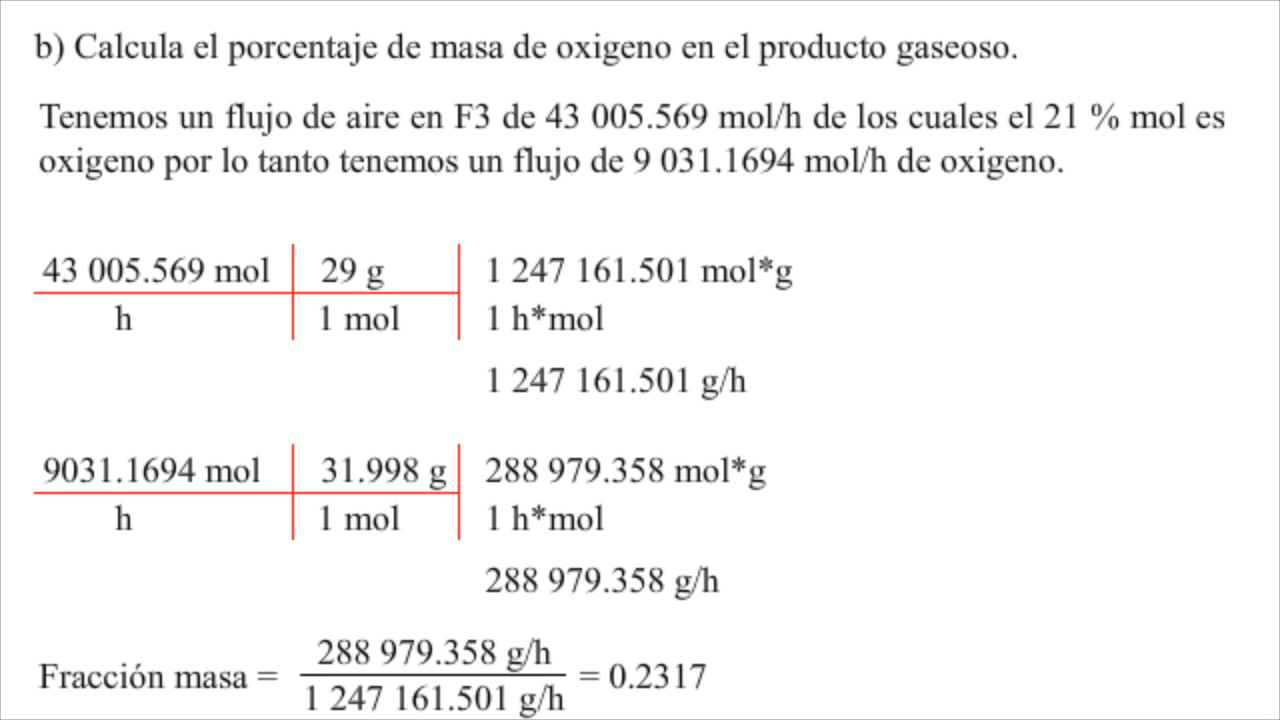 b) Calcula el porcentaje de masa de oxigeno en el producto gaseoso.
Tenemos un flujo de aire en F3 de 43 005.569 mol/h de los cuales el 21 % mol es
oxigeno por lo tanto tenemos un flujo de 9 031.1694 mol/h de oxigeno.
43 005.569 mol 29 g 1 247 161.501 mol*g
h 1 mol 1 h*mol
1 247 161.501 g/h
9031.1694 mol 31.998 g 288 979.358 mol*g
h 1 mol 1 h*mol
288 979.358 g/h
288 979.358 g/h
Fracción masa = = 0.2317
1 247 161.501 g/h